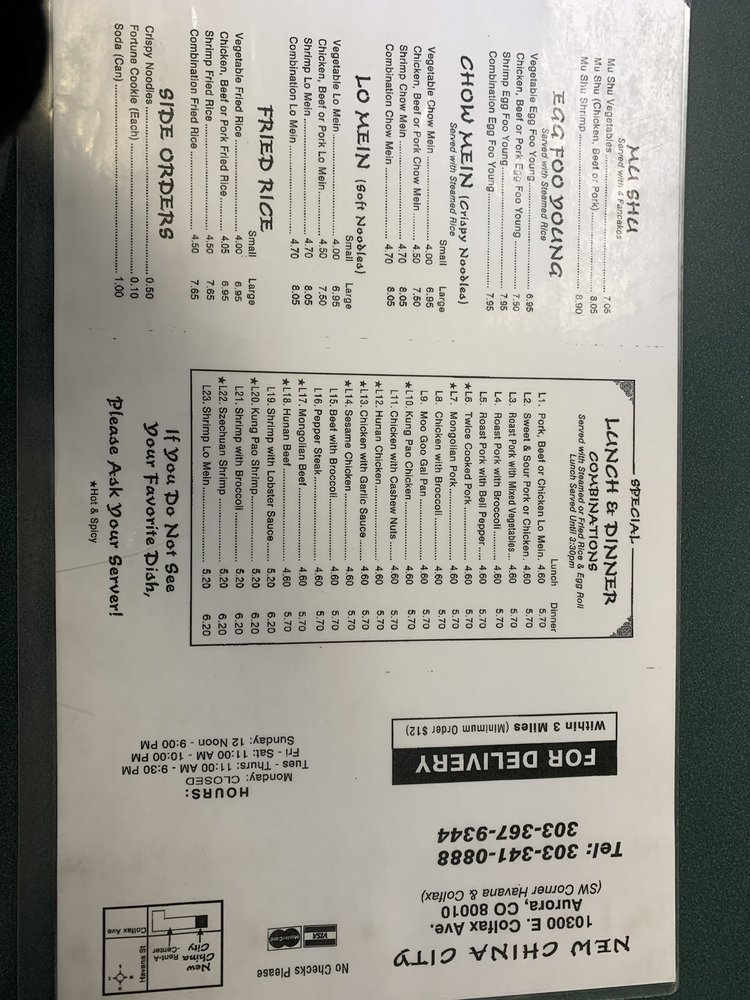 MU SHU
Served with 4 Pancakes
Mu Shu Vegetables 7.05
Mu Shu (Chicken, Beef or Pork) 8.05
Mu Shu Shrimp 8.90
EGG FOO YOUNG
Served with Steamed Rice
Vegetable Egg Foo Young 6.95
Chicken, Beef or Pork Egg Foo Young 7.50
Shrimp Egg Foo Young 7.95
Combination Egg Foo Young 7.95
CHOW MEIN (Crispy Noodles)
Served with Steamed Rice
Small Large
Vegetable Chow Mein 4.00 6.95
Chicken, Beef or Pork Chow Mein 4.50 7.50
Shrimp Chow Mein 4.70 8.05
Combination Chow Mein 4.70 8.05
LO MEIN (Soft Noodles)
Small Large
Vegetable Lo Mein 4.00 6.95
Chicken, Beef or Pork Lo Mein 4.50 7.50
Shrimp Lo Mein 4.70 8.05
Combination Lo Mein 4.70 8.05
FRIED RICE
Small Large
Vegetable Fried Rice 4.00 6.95
Chicken, Beef or Pork Fried Rice 4.05 6.95
Shrimp Fried Rice 4.50 7.65
Combination Fried Rice 4.50 7.65
SIDE ORDERS
Crispy Noodles 0.50
Fortune Cookie (Each) 0.10
Soda (Can) 1.00
SPECIAL
LUNCH & DINNER
COMBINATIONS
Served with Steamed or Fried Rice & Egg Roll
Lunch Served Until 3:30pm
Lunch Dinner
L1. Pork, Beef or Chicken Lo Mein 4.60 5.70
L2. Sweet & Sour Pork or Chicken 4.60 5.70
L3. Roast Pork with Mixed Vegetables 4.60 5.70
L4. Roast Pork with Broccoli 4.60 5.70
L5. Roast Pork with Bell Pepper 4.60 5.70
★L6. Twice Cooked Pork 4.60 5.70
★L7. Mongolian Pork 4.60 5.70
L8. Chicken with Broccoli 4.60 5.70
L9. Moo Goo Gai Pan 4.60 5.70
★L10. Kung Pao Chicken 4.60 5.70
L11. Chicken with Cashew Nuts 4.60 5.70
★L12. Hunan Chicken 4.60 5.70
★L13. Chicken with Garlic Sauce 4.60 5.70
★L14. Sesame Chicken 4.60 5.70
L15. Beef with Broccoli 4.60 5.70
L16. Pepper Steak 4.60 5.70
★L17. Mongolian Beef 4.60 5.70
★L18. Hunan Beef 4.60 5.70
L19. Shrimp with Lobster Sauce 5.20 6.20
★L20. Kung Pao Shrimp 5.20 6.20
L21. Shrimp with Broccoli 5.20 6.20
★L22. Szechuan Shrimp 5.20 6.20
L23. Shrimp Lo Mein 5.20 6.20
If You Do Not See
Your Favorite Dish,
Please Ask Your Server!
★Hot & Spicy
NEW CHINA CITY
10300 E. Colfax Ave.
Aurora, CO 80010
(SW Corner Havana & Colfax)
Tel: 303-341-0888
303-367-9344
FOR DELIVERY
Within 3 Miles (Minimum Order $12)
No Checks Please
VISA
MasterCard
HOURS:
Monday: CLOSED
Tues - Thurs: 11:00 AM - 9:30 PM
Fri - Sat: 11:00 AM - 10:00 PM
Sunday: 12 Noon - 9:00 PM
Havana St
New
China
City
Rent-A
-Center
Colfax Ave